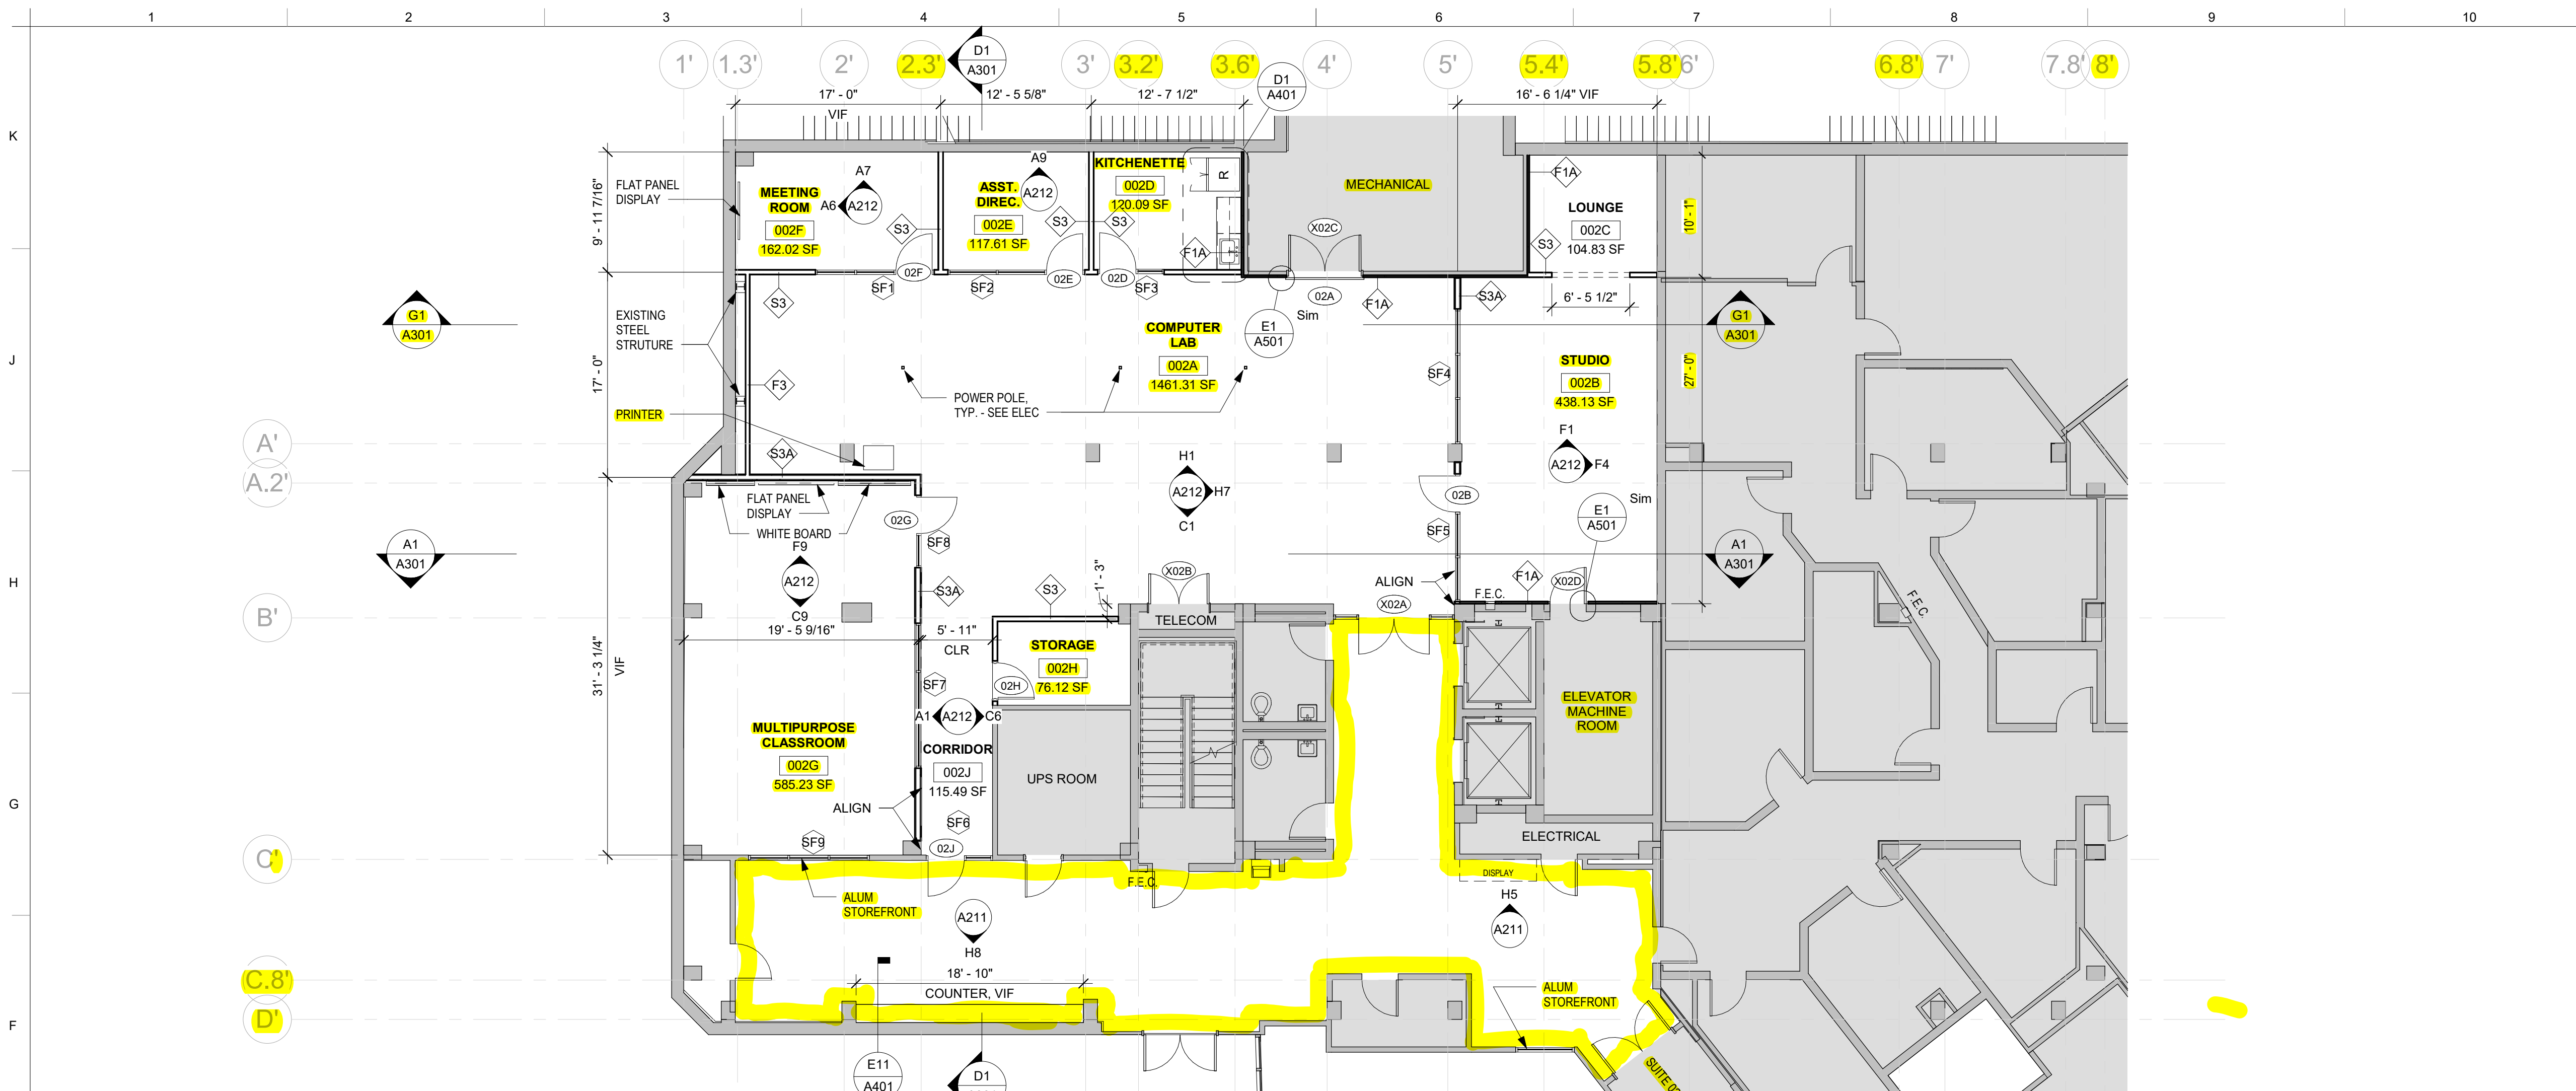 1 2 3 4 5 6 7 8 9 10
1' 1.3' 2' 2.3' 3' 3.2' 3.6' 4' 5' 5.4' 5.8' 6' 6.8' 7' 7.8' 8'
D1
A301
D1
A401
17' - 0"
VIF
12' - 5 5/8"
12' - 7 1/2"
16' - 6 1/4" VIF
K
J
H
G
F
A'
A.2'
B'
C'
C.8'
D'
9' - 11 7/16"
17' - 0"
31' - 3 1/4"
VIF
FLAT PANEL
DISPLAY
MEETING
ROOM
002F
162.02 SF
A7
A6
A212
S3
02F
SF1
ASST.
DIREC.
002E
117.61 SF
A9
A212
S3
02E
SF2
KITCHENETTE
002D
120.09 SF
S3
02D
SF3
F1A
R
MECHANICAL
X02C
02A
F1A
F1A
LOUNGE
002C
104.83 SF
S3
10' - 1"
6' - 5 1/2"
S3A
G1
A301
G1
A301
EXISTING
STEEL
STRUTURE
S3
F3
PRINTER
S3A
COMPUTER
LAB
002A
1461.31 SF
E1
A501
Sim
POWER POLE,
TYP. - SEE ELEC
SF4
STUDIO
002B
438.13 SF
27' - 0"
F1
A212
F4
H1
A212
H7
C1
02B
SF5
E1
A501
Sim
A1
A301
A1
A301
FLAT PANEL
DISPLAY
WHITE BOARD
F9
A212
C9
02G
SF8
S3A
S3
1' - 3"
X02B
TELECOM
ALIGN
F.E.C.
F1A
X02D
X02A
19' - 5 9/16"
5' - 11"
CLR
STORAGE
002H
76.12 SF
02H
SF7
A1
A212
C6
MULTIPURPOSE
CLASSROOM
002G
585.23 SF
CORRIDOR
002J
115.49 SF
UPS ROOM
ALIGN
SF6
SF9
02J
ELEVATOR
MACHINE
ROOM
ELECTRICAL
F.E.C.
F.E.C.
DISPLAY
ALUM
STOREFRONT
A211
H8
H5
A211
18' - 10"
COUNTER, VIF
ALUM
STOREFRONT
E11
A401
D1
SUITE